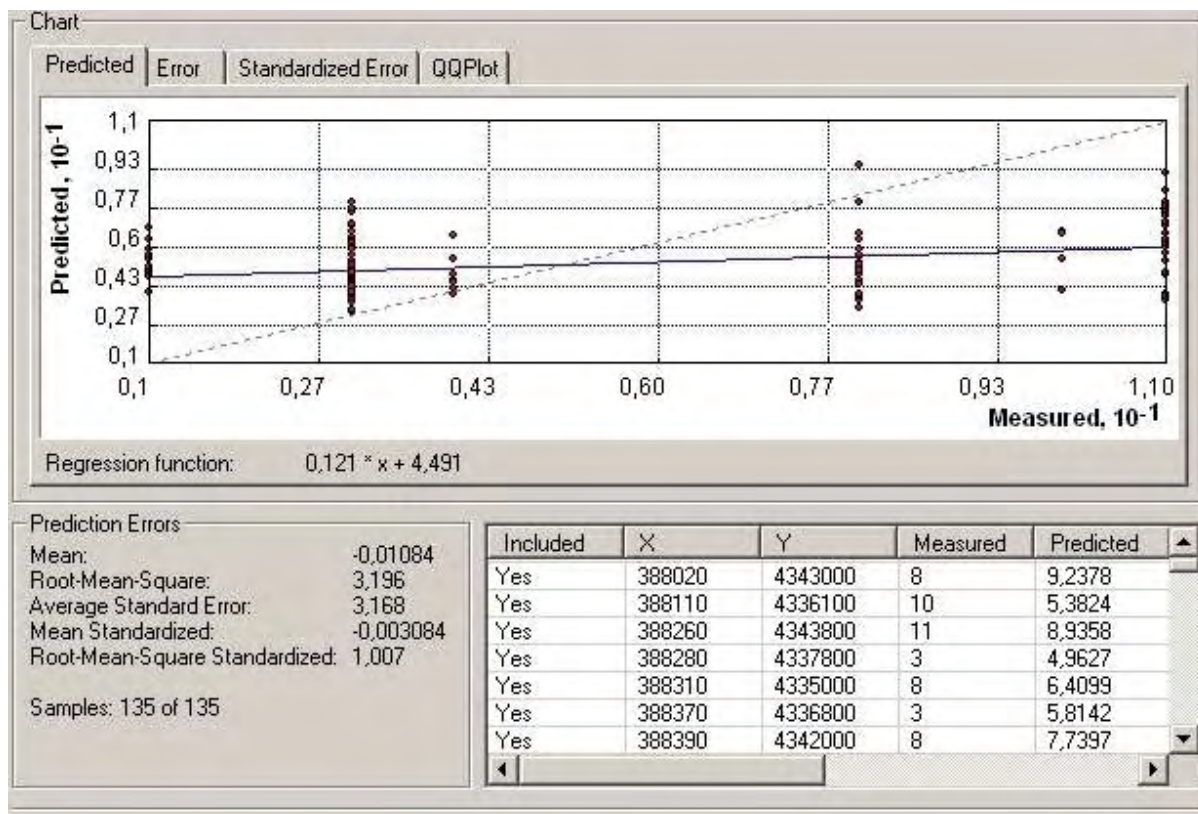 Chart
Predicted Error Standardized Error QQPlot
Predicted, 10-1
1,1
0,93
0,77
0,6
0,43
0,27
0,1
0,1 0,27 0,43 0,60 0,77 0,93 1,10
Measured, 10-1
Regression function: 0,121 * x + 4,491
Prediction Errors
Mean: -0,01084
Root-Mean-Square: 3,196
Average Standard Error: 3,168
Mean Standardized: -0,003084
Root-Mean-Square Standardized: 1,007
Samples: 135 of 135
Included X Y Measured Predicted
Yes 388020 4343000 8 9,2378
Yes 388110 4336100 10 5,3824
Yes 388260 4343800 11 8,9358
Yes 388280 4337800 3 4,9627
Yes 388310 4335000 8 6,4099
Yes 388370 4336800 3 5,8142
Yes 388390 4342000 8 7,7397